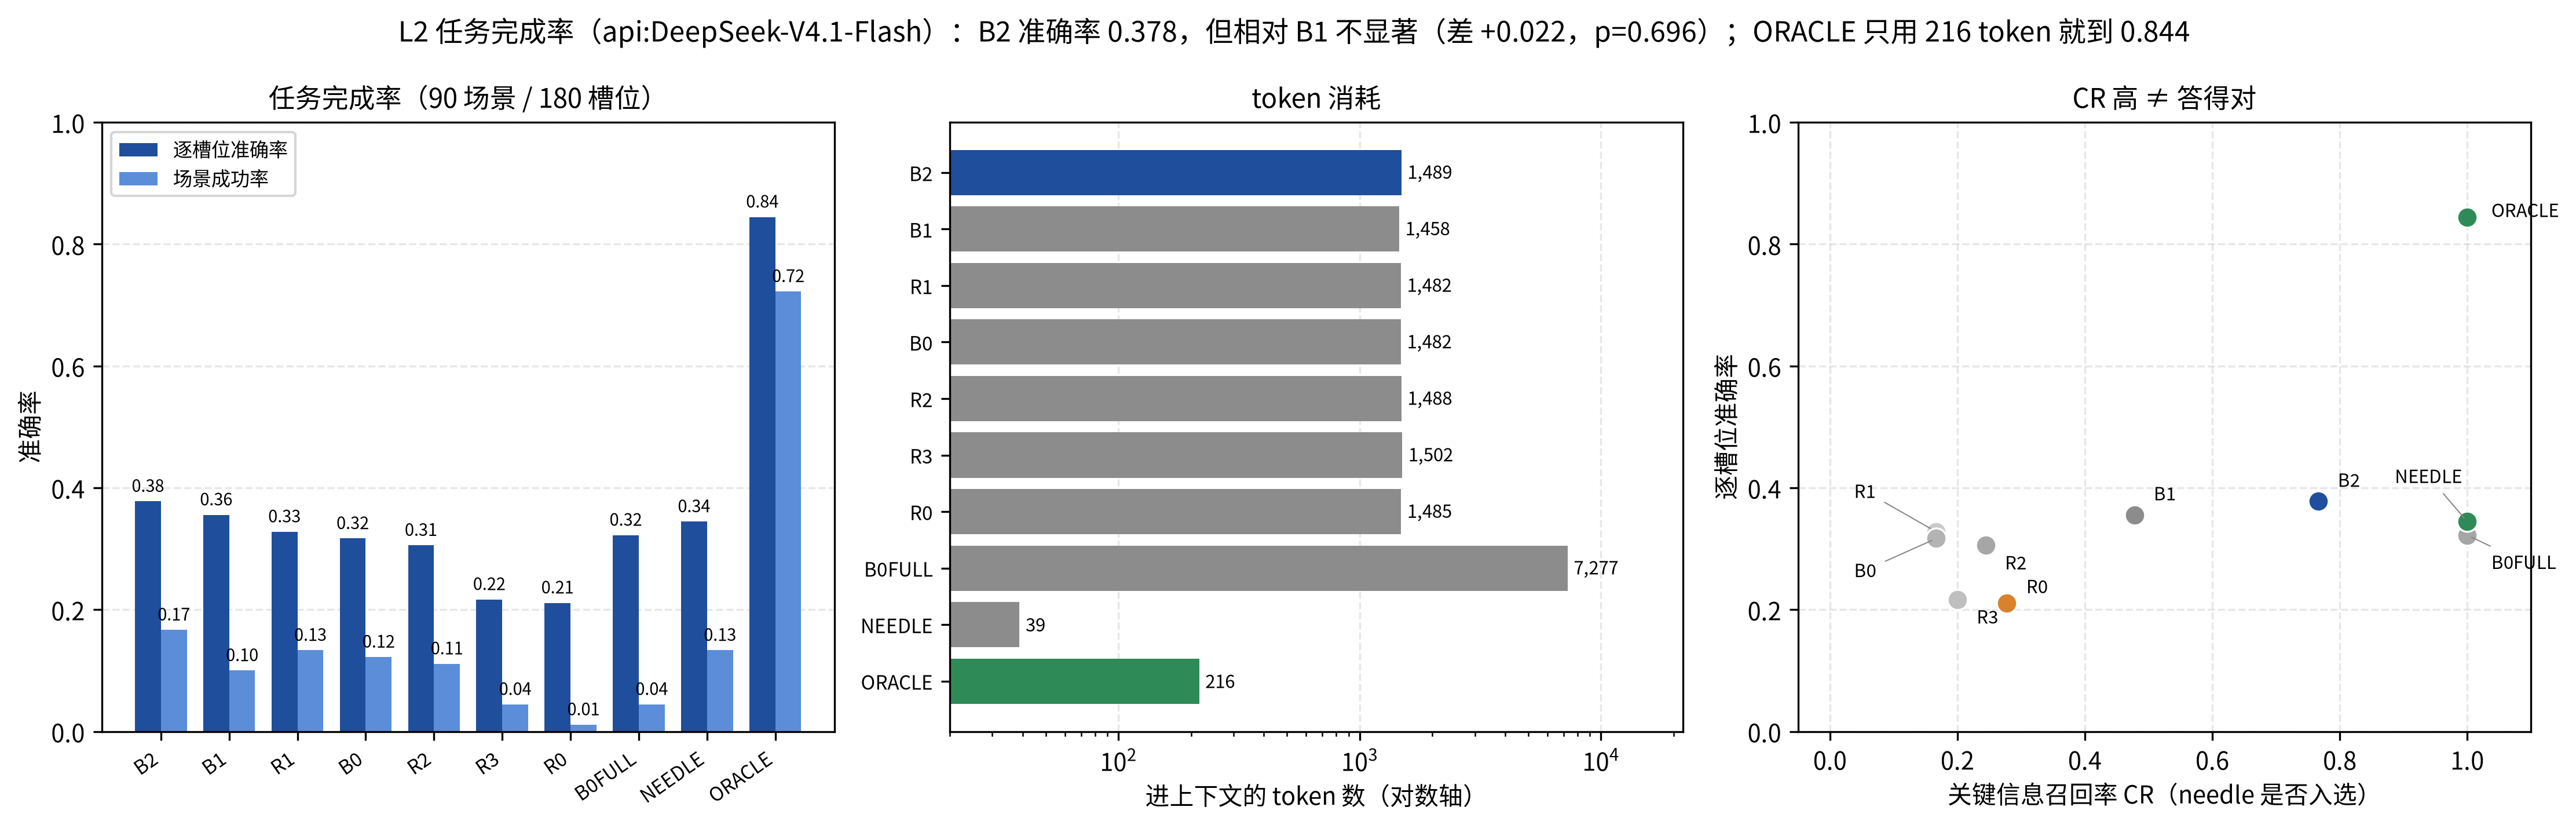 L2 任务完成率（api:DeepSeek-V4.1-Flash）：B2 准确率 0.378，但相对 B1 不显著（差 +0.022，p=0.696）；ORACLE 只用 216 token 就到 0.844
任务完成率（90 场景 / 180 槽位）
准确率
1.0
0.8
0.6
0.4
0.2
0.0
逐槽位准确率
场景成功率
0.38
0.17
0.36
0.10
0.33
0.13
0.32
0.12
0.31
0.11
0.22
0.04
0.21
0.01
0.32
0.04
0.34
0.13
0.84
0.72
B2
B1
R1
B0
R2
R3
R0
B0FULL
NEEDLE
ORACLE
token 消耗
B2 1,489
B1 1,458
R1 1,482
B0 1,482
R2 1,488
R3 1,502
R0 1,485
B0FULL 7,277
NEEDLE 39
ORACLE 216
10² 10³ 10⁴
进上下文的 token 数（对数轴）
CR 高 ≠ 答得对
逐槽位准确率
1.0
0.8
0.6
0.4
0.2
0.0
ORACLE
NEEDLE
B2
B1
R1
B0
R2
R0
R3
B0FULL
0.0 0.2 0.4 0.6 0.8 1.0
关键信息召回率 CR（needle 是否入选）